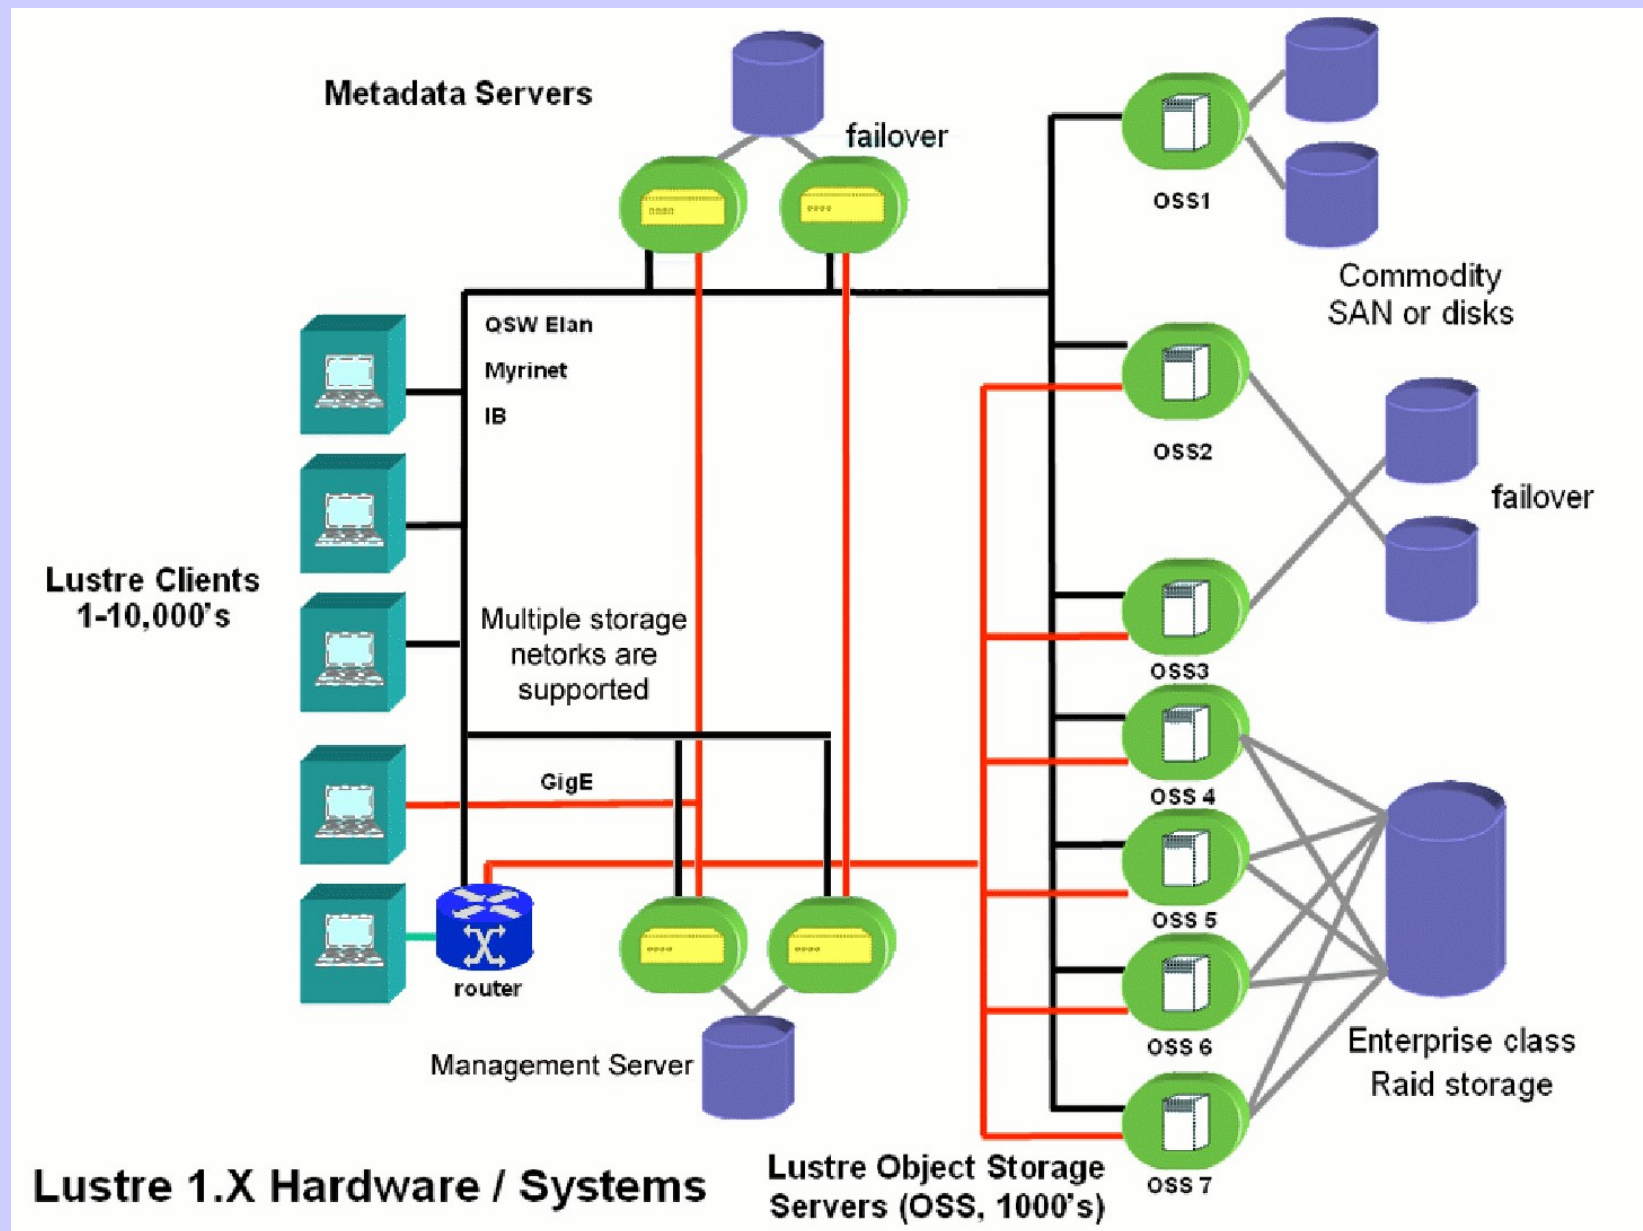 Metadata Servers
failover
OSS1
Commodity
SAN or disks
QSW Elan
Myrinet
IB
OSS2
failover
Lustre Clients
1-10,000's
Multiple storage
netorks are
supported
OSS3
GigE
OSS 4
OSS 5
router
OSS 6
Management Server
Enterprise class
Raid storage
Lustre 1.X Hardware / Systems
Lustre Object Storage
Servers (OSS, 1000's)
OSS 7